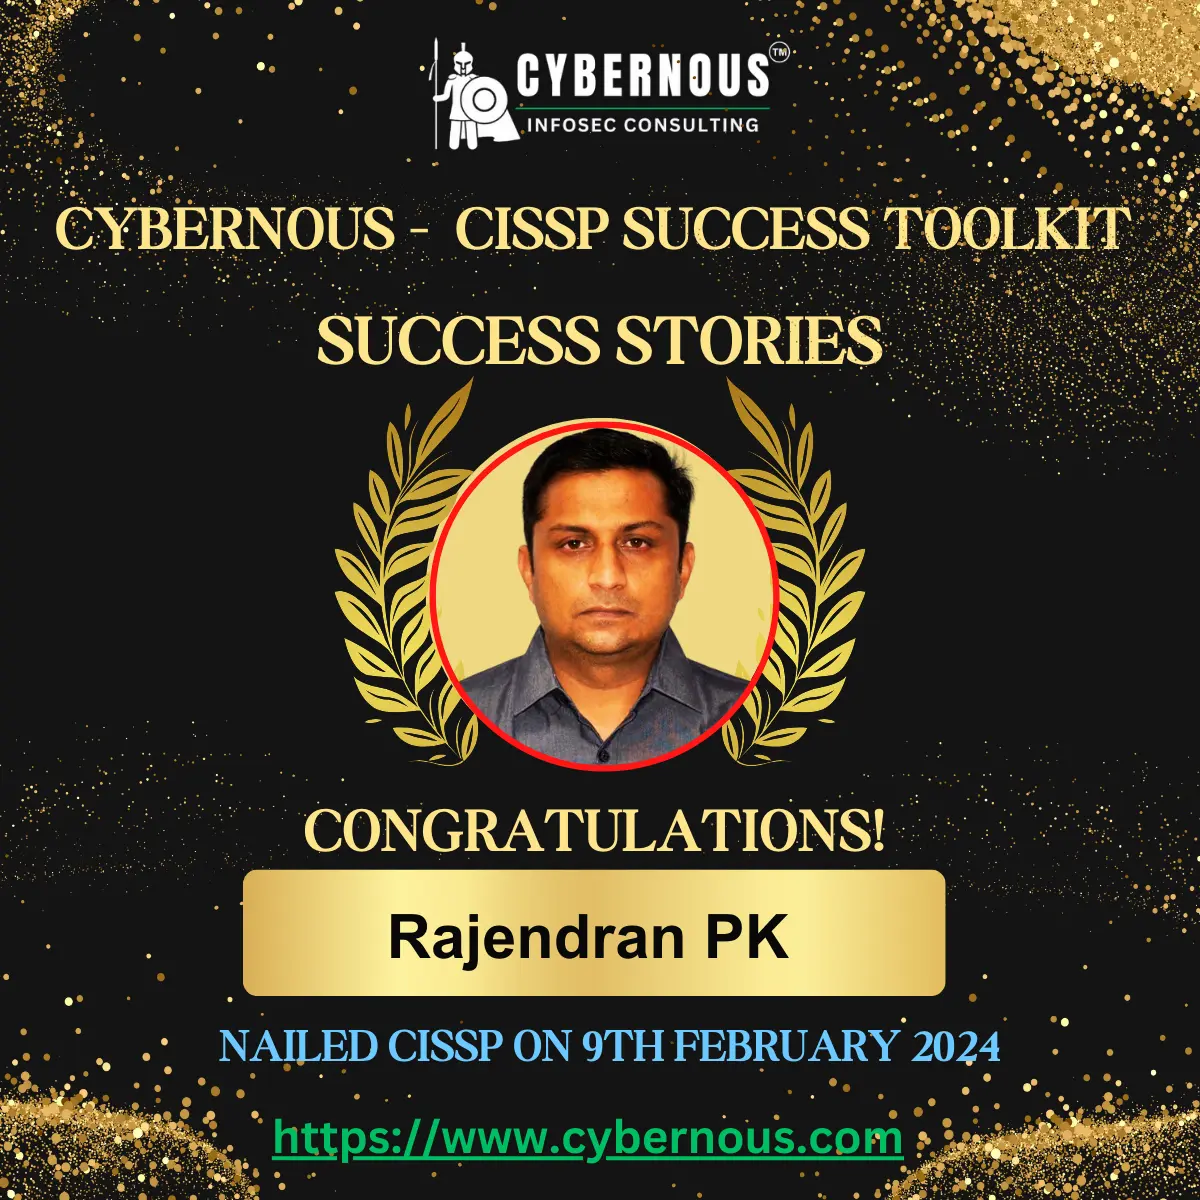 CYBERNOUS™
INFOSEC CONSULTING
CYBERNOUS - CISSP SUCCESS TOOLKIT
SUCCESS STORIES
CONGRATULATIONS!
Rajendran PK
NAILED CISSP ON 9TH FEBRUARY 2024
https://www.cybernous.com